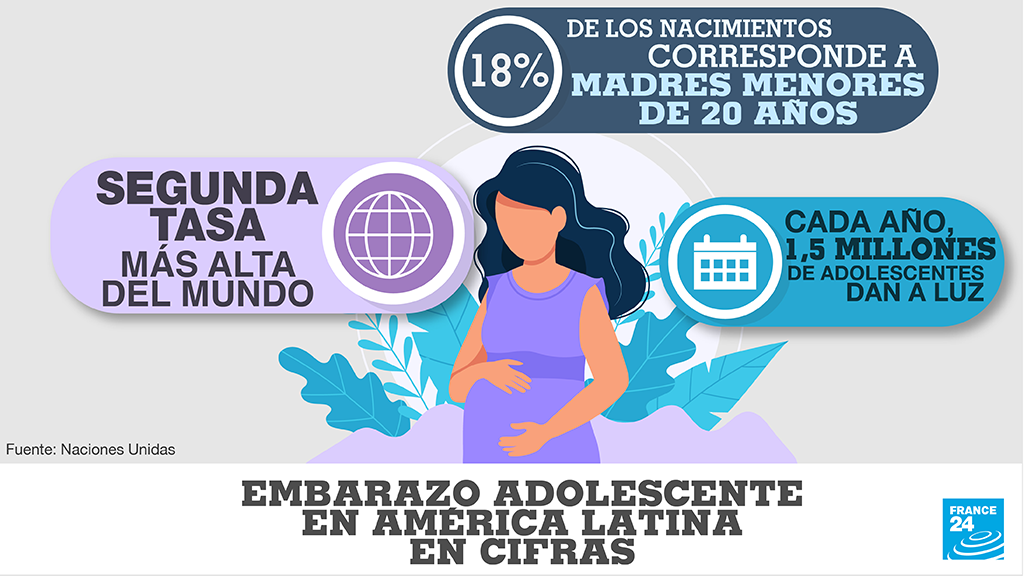 18%
DE LOS NACIMIENTOS
CORRESPONDE A
MADRES MENORES
DE 20 AÑOS
SEGUNDA
TASA
MÁS ALTA
DEL MUNDO
CADA AÑO,
1,5 MILLONES
DE ADOLESCENTES
DAN A LUZ
Fuente: Naciones Unidas
EMBARAZO ADOLESCENTE
EN AMÉRICA LATINA
EN CIFRAS
FRANCE
24